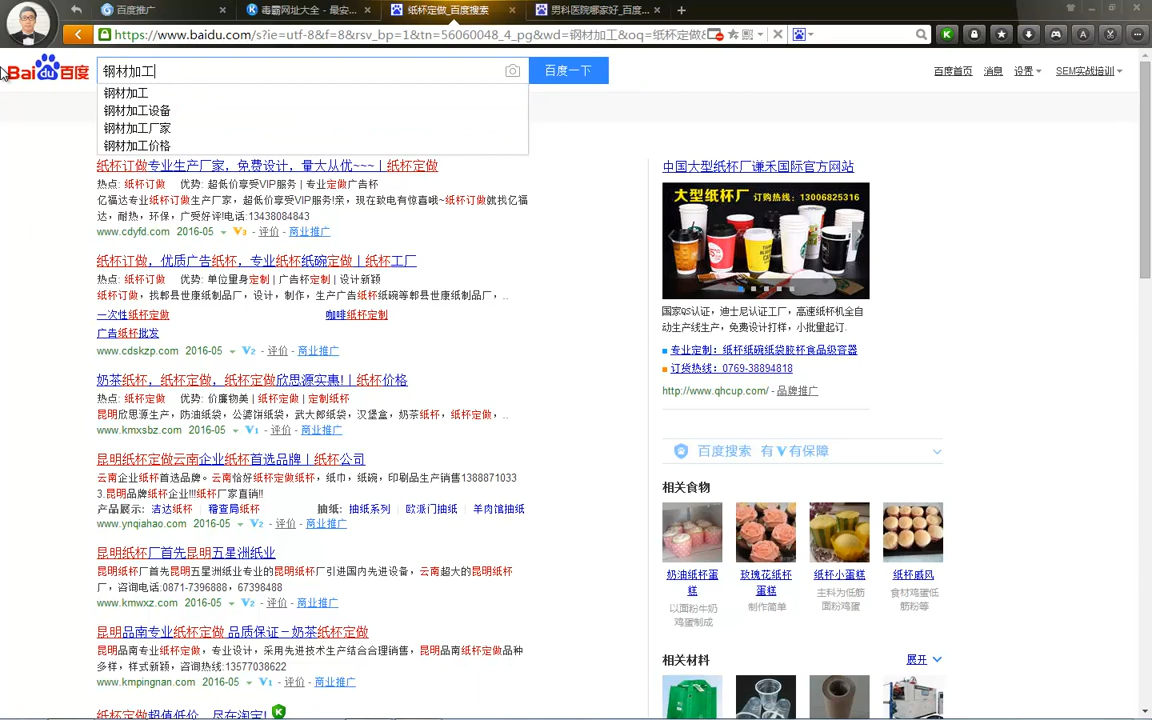 百度推广
毒霸网址大全 - 最安...
纸杯定做_百度搜索
男科医院哪家好_百度...
https://www.baidu.com/s?ie=utf-8&f=8&rsv_bp=1&tn=56060048_4_pg&wd=钢材加工&oq=纸杯定做&
Bai du 百度
钢材加工
百度一下
百度首页 消息 设置 SEM实战培训
钢材加工
钢材加工设备
钢材加工厂家
钢材加工价格
纸杯订做专业生产厂家，免费设计，量大从优~~~ | 纸杯定做
热点: 纸杯订做 优势: 超低价享受VIP服务 | 专业定做广告杯
亿福达专业纸杯订做生产厂家，超低价享受VIP服务!亲，现在致电有惊喜哦~纸杯订做就找亿福
达，耐热，环保，广受好评!电话:13438084843
www.cdyfd.com 2016-05 V3 - 评价 - 商业推广
纸杯订做，优质广告纸杯，专业纸杯纸碗定做 | 纸杯工厂
热点: 纸杯订做 优势: 单位量身定制 | 广告杯定制 | 设计新颖
纸杯订做，找郫县世康纸制品厂，设计，制作，生产广告纸杯纸碗等郫县世康纸制品厂，..
一次性纸杯定做 咖啡纸杯定制
广告纸杯批发
www.cdskzp.com 2016-05 V2 - 评价 - 商业推广
奶茶纸杯，纸杯定做，纸杯定做欣思源实惠! | 纸杯价格
热点: 纸杯定做 优势: 价廉物美 | 纸杯定做 | 定制纸杯
昆明欣思源生产，防油纸袋，公婆饼纸袋，武大郎纸袋，汉堡盒，奶茶纸杯，纸杯定做，..
www.kmxsbz.com 2016-05 V1 - 评价 - 商业推广
昆明纸杯定做云南企业纸杯首选品牌 | 纸杯公司
云南企业纸杯首选品牌。云南恰好纸杯定做纸杯，纸巾，纸碗，印刷品生产销售1388871033
3.昆明品牌纸杯企业!!!纸杯厂家直销!!
产品展示: 洁达纸杯 稽查局纸杯 抽纸: 抽纸系列 欧派门抽纸 羊肉馆抽纸
www.ynqiahao.com 2016-05 V2 - 评价 - 商业推广
昆明纸杯厂首先昆明五星洲纸业
昆明纸杯厂首先昆明五星洲纸业专业的昆明纸杯厂引进国内先进设备，云南超大的昆明纸杯
厂，咨询电话:0871-7396888，67398488
www.kmwxz.com 2016-05 V2 - 评价 - 商业推广
昆明品南专业纸杯定做 品质保证－奶茶纸杯定做
昆明品南专业纸杯定做，专业设计，采用先进技术生产结合合理销售，昆明品南纸杯定做品种
多样，样式新颖，咨询热线:13577038622
www.kmpingnan.com 2016-05 V1 - 评价 - 商业推广
纸杯定做超值低价，尽在淘宝!
中国大型纸杯厂谦禾国际官方网站
大型纸杯厂 订购热线：13006825316
国家QS认证，迪士尼认证工厂，高速纸杯机全自
动生产线生产，免费设计打样，小批量起订.
专业定制：纸杯纸碗纸袋胶杯食品级容器
订货热线：0769-38894818
http://www.qhcup.com/ - 品牌推广
百度搜索 有V有保障
相关食物
奶油纸杯蛋糕
以面粉牛奶鸡蛋制成
玫瑰花纸杯蛋糕
制作简单
纸杯小蛋糕
主料为低筋面粉鸡蛋
纸杯戚风
食材鸡蛋低筋粉等
相关材料
展开